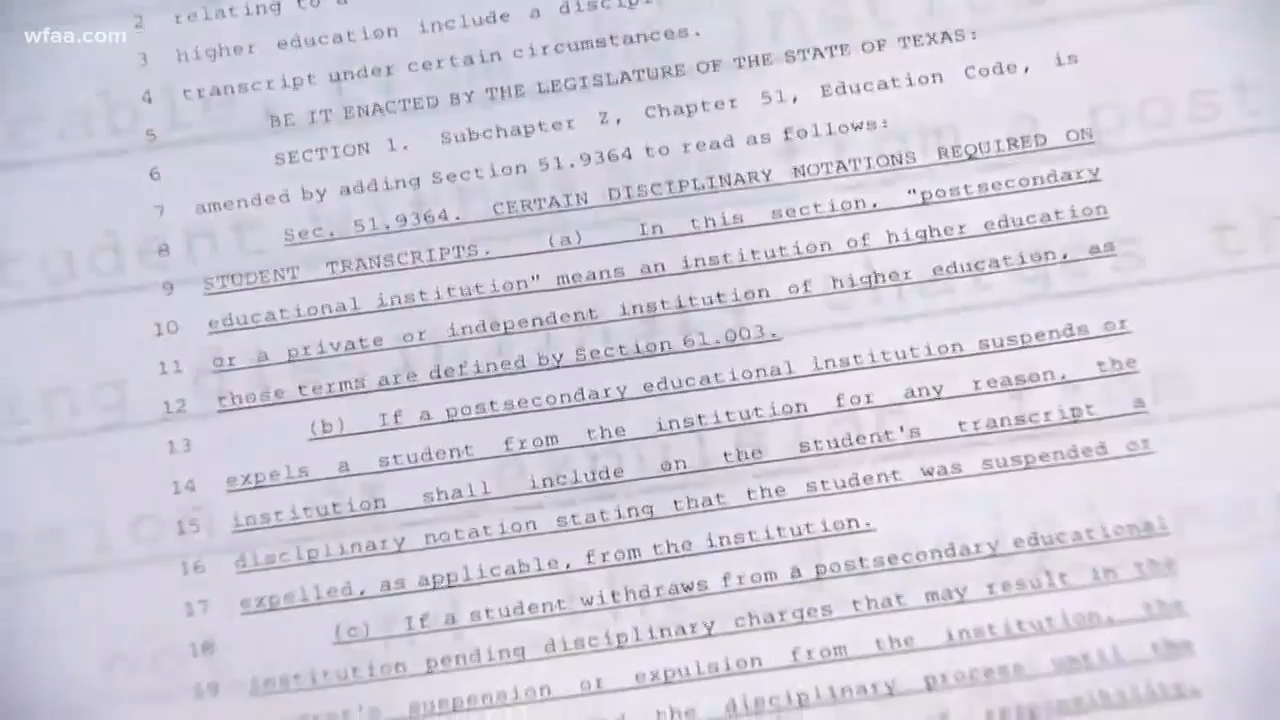 wfaa.com
2 relating to a
3 higher education include a
4 transcript under certain circumstances.
5 BE IT ENACTED BY THE LEGISLATURE OF THE STATE OF TEXAS:
6 SECTION 1. Subchapter Z, Chapter 51, Education Code, is
7 amended by adding Section 51.9364 to read as follows:
8 Sec. 51.9364. CERTAIN DISCIPLINARY NOTATIONS REQUIRED ON
9 STUDENT TRANSCRIPTS. (a) In this section, "postsecondary
10 educational institution" means an institution of higher education
11 or a private or independent institution of higher education, as
12 those terms are defined by Section 61.003.
13 (b) If a postsecondary educational institution suspends or
14 expels a student from the institution for any reason, the
15 institution shall include on the student's transcript a
16 disciplinary notation stating that the student was suspended or
17 expelled, as applicable, from the institution.
18 (c) If a student withdraws from a postsecondary educational
19 institution pending disciplinary charges that may result in the
suspension or expulsion from the institution, the
the disciplinary process until the